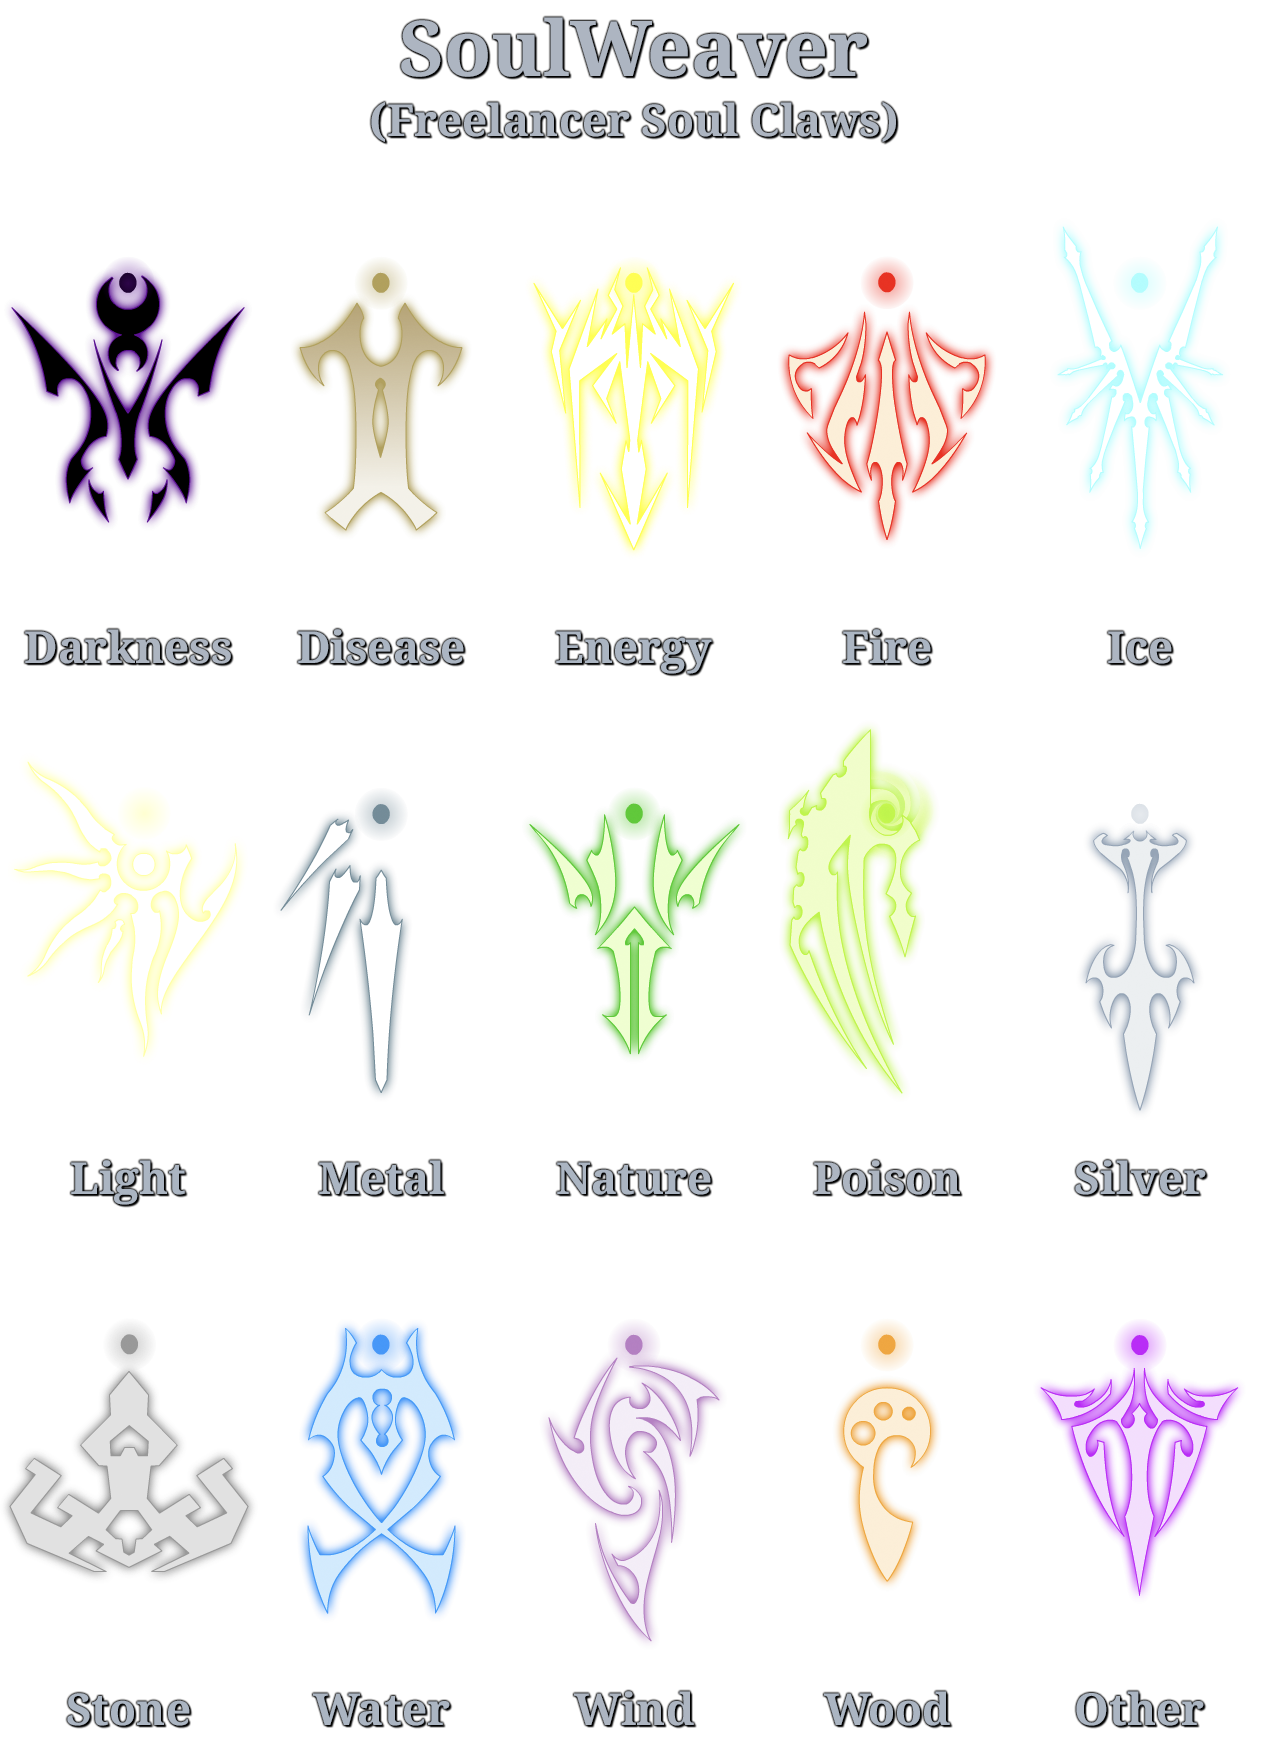 SoulWeaver
(Freelancer Soul Claws)
Darkness Disease Energy Fire Ice
Light Metal Nature Poison Silver
Stone Water Wind Wood Other